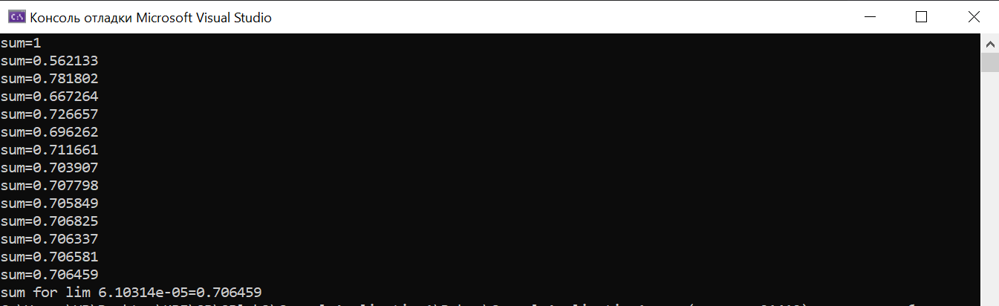 Консоль отладки Microsoft Visual Studio
sum=1
sum=0.562133
sum=0.781802
sum=0.667264
sum=0.726657
sum=0.696262
sum=0.711661
sum=0.703907
sum=0.707798
sum=0.705849
sum=0.706825
sum=0.706337
sum=0.706581
sum=0.706459
sum for lim 6.10314e-05=0.706459